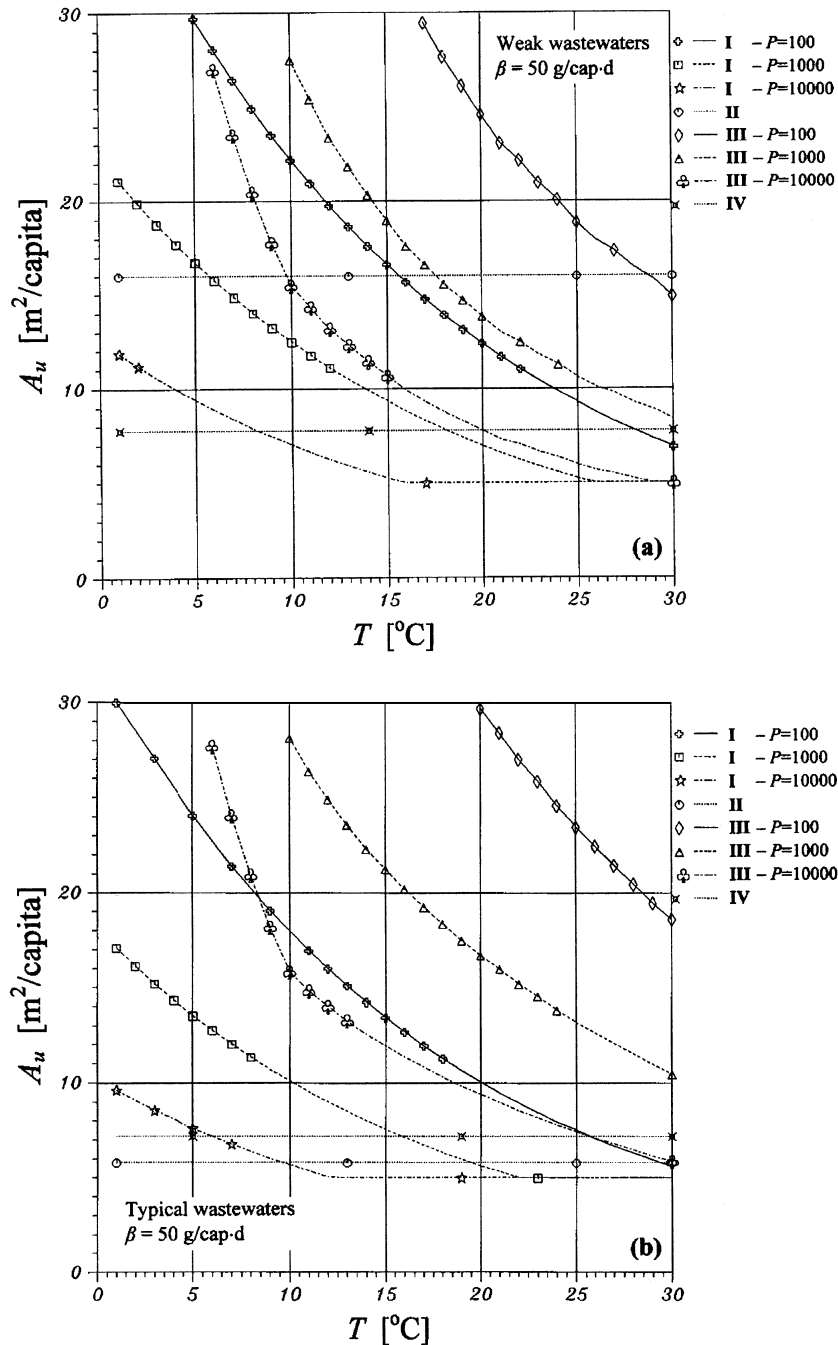 30
20
10
0
A_u [m²/capita]
0 5 10 15 20 25 30
T [°C]
Weak wastewaters
β = 50 g/cap·d
(a)
I – P=100
I – P=1000
I – P=10000
II
III – P=100
III – P=1000
III – P=10000
IV
30
20
10
0
A_u [m²/capita]
0 5 10 15 20 25 30
T [°C]
Typical wastewaters
β = 50 g/cap·d
(b)
I – P=100
I – P=1000
I – P=10000
II
III – P=100
III – P=1000
III – P=10000
IV